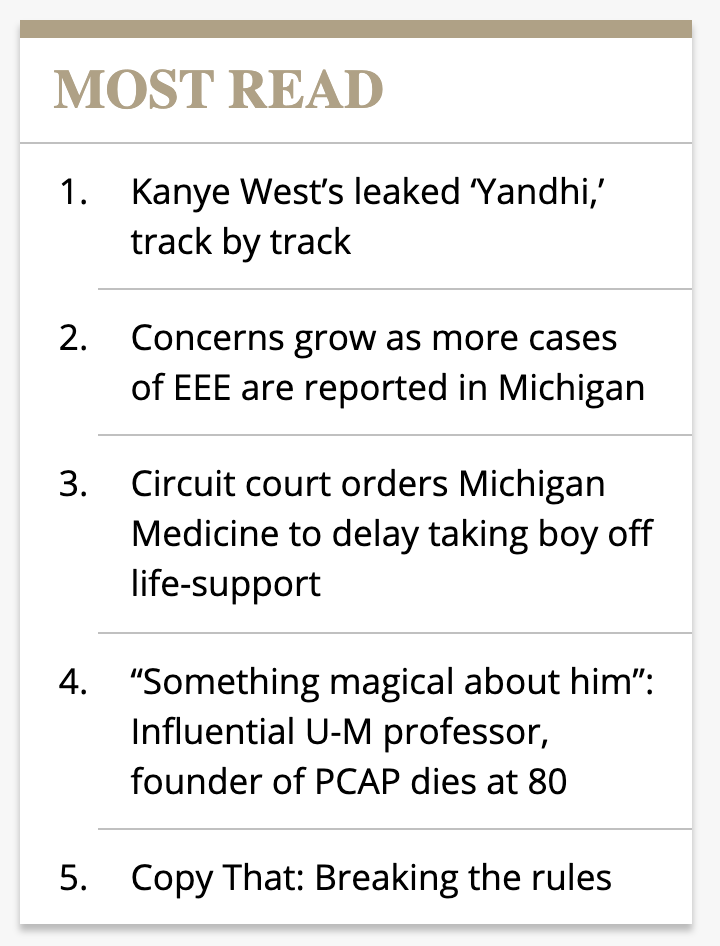 MOST READ
1. Kanye West’s leaked ‘Yandhi,’
track by track
2. Concerns grow as more cases
of EEE are reported in Michigan
3. Circuit court orders Michigan
Medicine to delay taking boy off
life-support
4. “Something magical about him”:
Influential U-M professor,
founder of PCAP dies at 80
5. Copy That: Breaking the rules